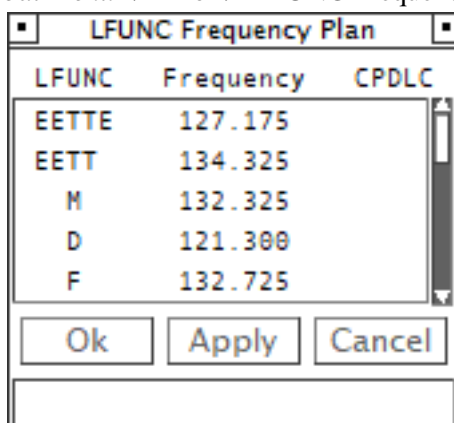 LFUNC Frequency Plan
LFUNC Frequency CPDLC
EETTE 127.175
EETT 134.325
M 132.325
D 121.300
F 132.725
Ok Apply Cancel